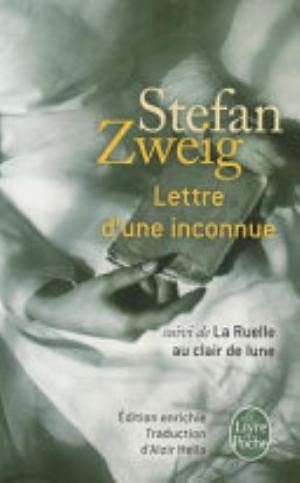 Stefan
Zweig
Lettre
d'une inconnue
suivi de La Ruelle
au clair de lune
Édition enrichie
Traduction
d'Alzir Hella
Le
Livre
de
Poche